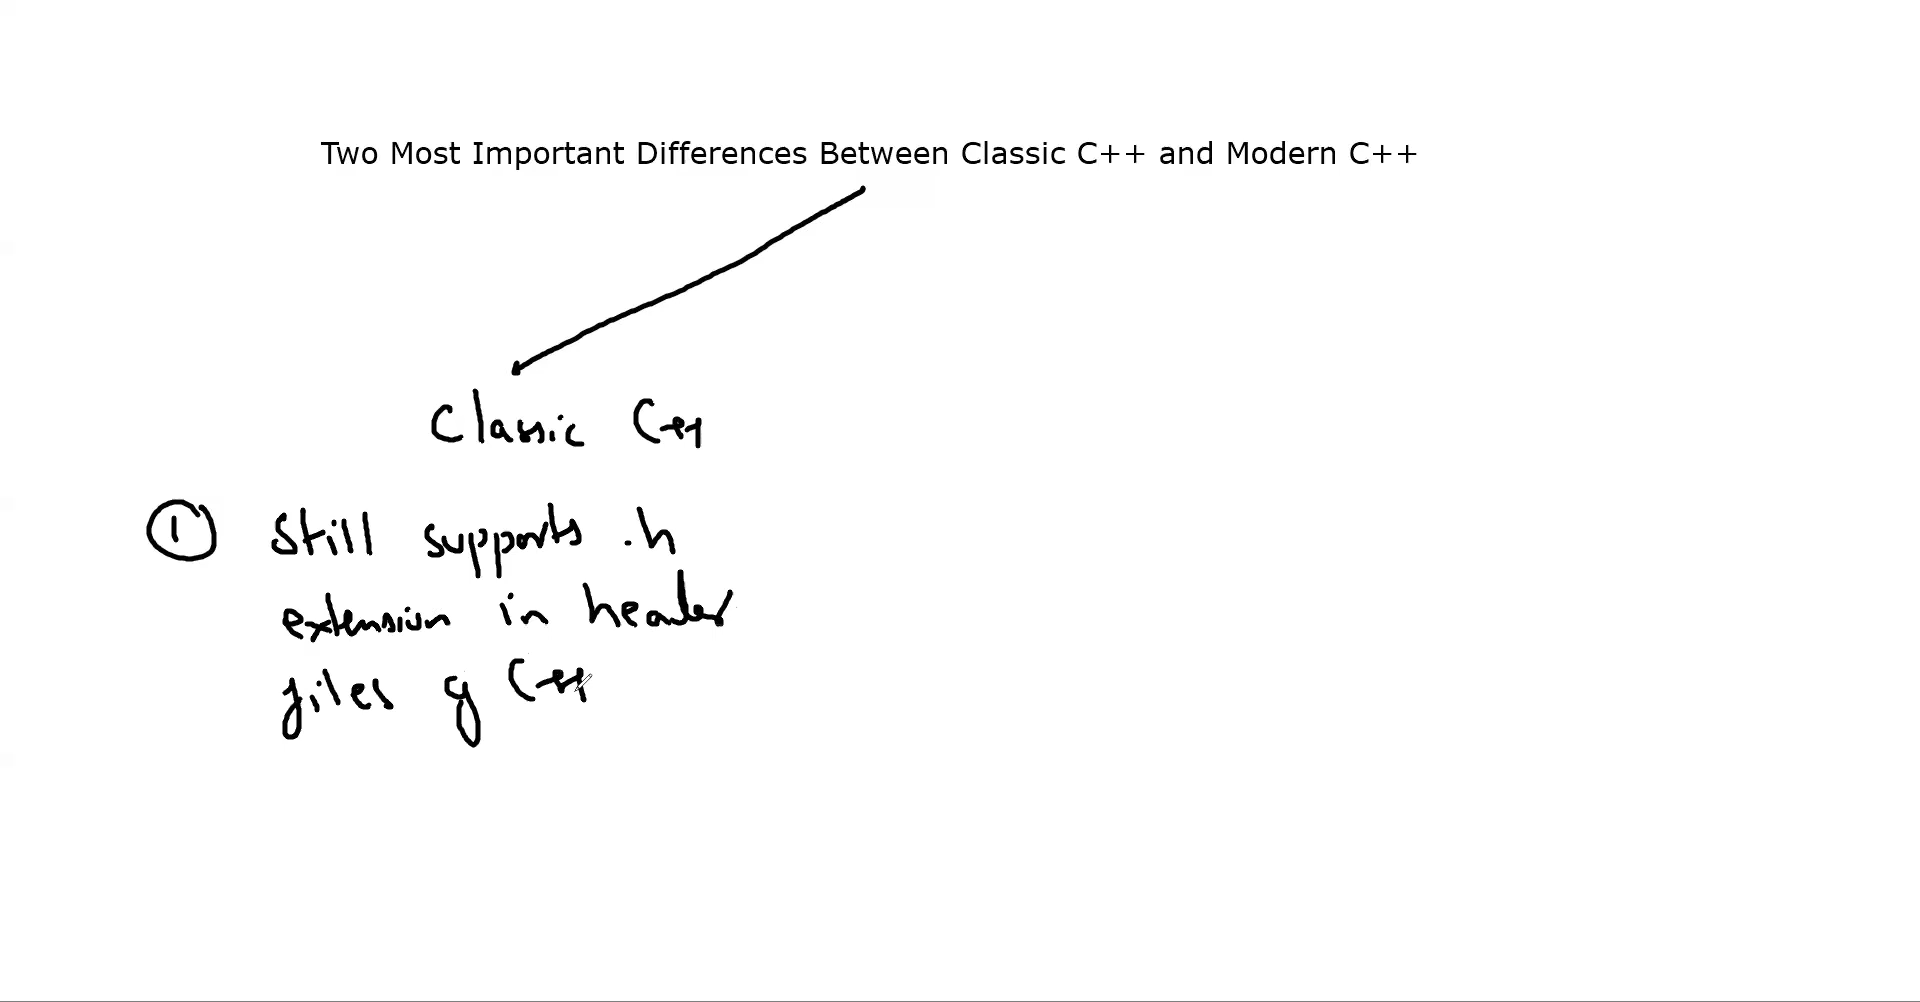 Two Most Important Differences Between Classic C++ and Modern C++
Classic C++
① Still supports .h
extension in header
files of C++